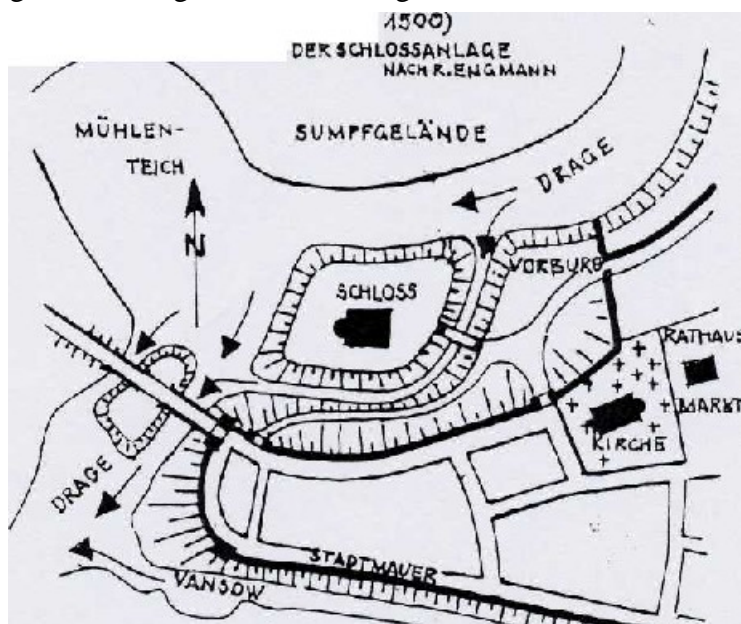 1500)
DER SCHLOSSANLAGE
NACH R. ENGMANN
MÜHLEN-
TEICH
SUMPFGELÄNDE
DRAGE
N
VORBURG
SCHLOSS
RATHAUS
MARKT
KIRCHE
DRAGE
STADTMAUER
VANSOW